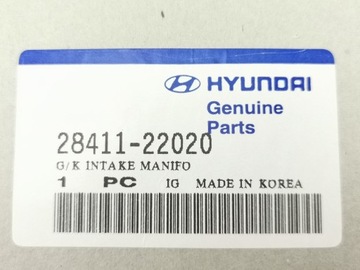 HYUNDAI
Genuine
Parts
28411-22020
G/K INTAKE MANIFO
1 PC IG MADE IN KOREA